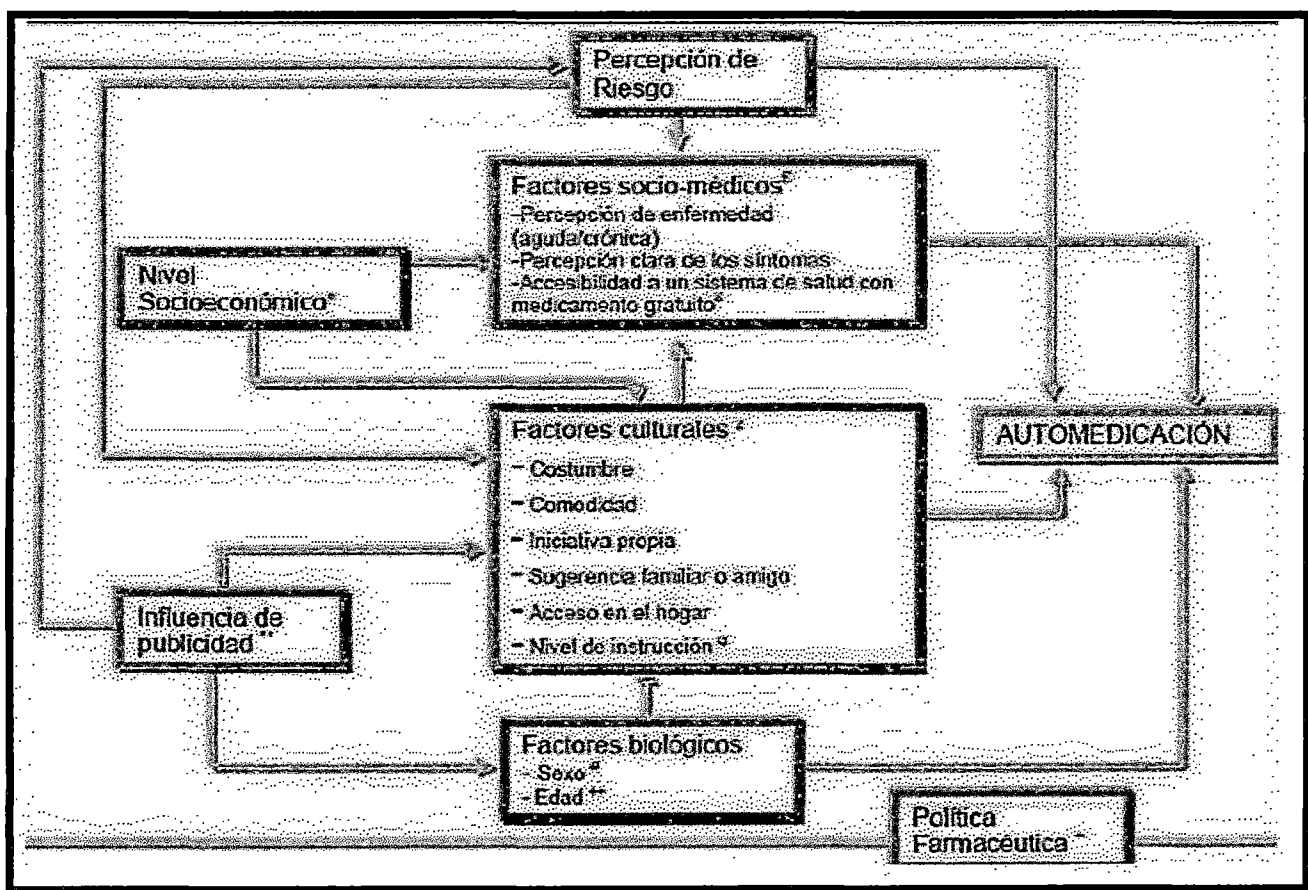 Percepción de
Riesgo
Factores socio-médicos
-Percepción de enfermedad
(aguda/crónica)
-Percepción clara de los síntomas
-Accesibilidad a un sistema de salud con
medicamento gratuito
Nivel
Socioeconómico*
Factores culturales
- Costumbre
- Comodidad
- Iniciativa propia
- Sugerencia familiar o amigo
- Acceso en el hogar
- Nivel de instrucción
AUTOMEDICACIÓN
Influencia de
publicidad **
Factores biológicos
- Sexo
- Edad
Política
Farmacéutica